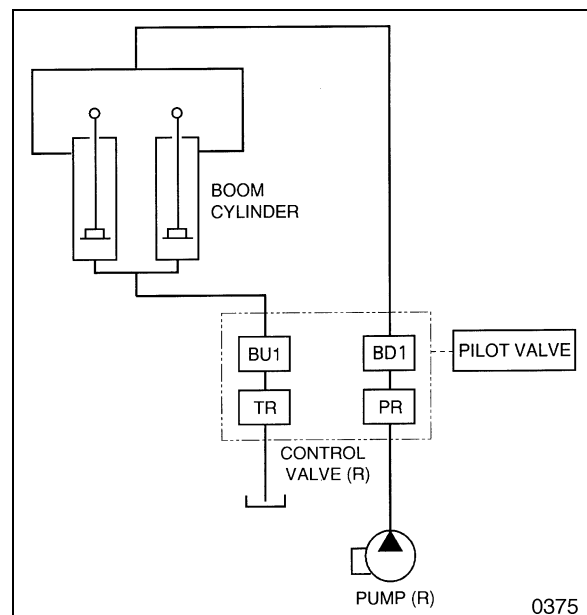 BOOM
CYLINDER
BU1
BD1
PILOT VALVE
TR
PR
CONTROL
VALVE (R)
PUMP (R)
0375